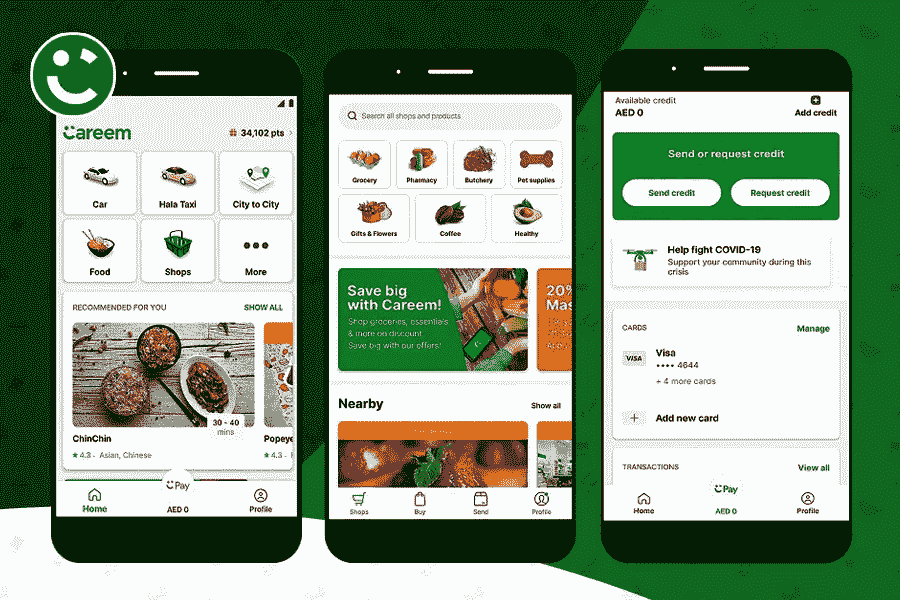 Careem
34,102 pts
Car
Hala Taxi
City to City
Food
Shops
More
RECOMMENDED FOR YOU
SHOW ALL
30 - 40
mins
ChinChin
4.3 · Asian, Chinese
Popeye
4.3 ·
Pay
Home
AED 0
Profile
Search all shops and products
Grocery
Pharmacy
Butchery
Pet supplies
Gifts & Flowers
Coffee
Healthy
Save big
with Careem!
Shop groceries, essentials
& more on discount.
Save big with our offers!
20%
Mas
Nearby
Show all
Shops
Buy
Send
Profile
Available credit
AED 0
Add credit
Send or request credit
Send credit
Request credit
Help fight COVID-19
Support your community during this
crisis
CARDS
Manage
VISA
Visa
•••• 4644
+ 4 more cards
Add new card
TRANSACTIONS
View all
Pay
Home
AED 0
Profile